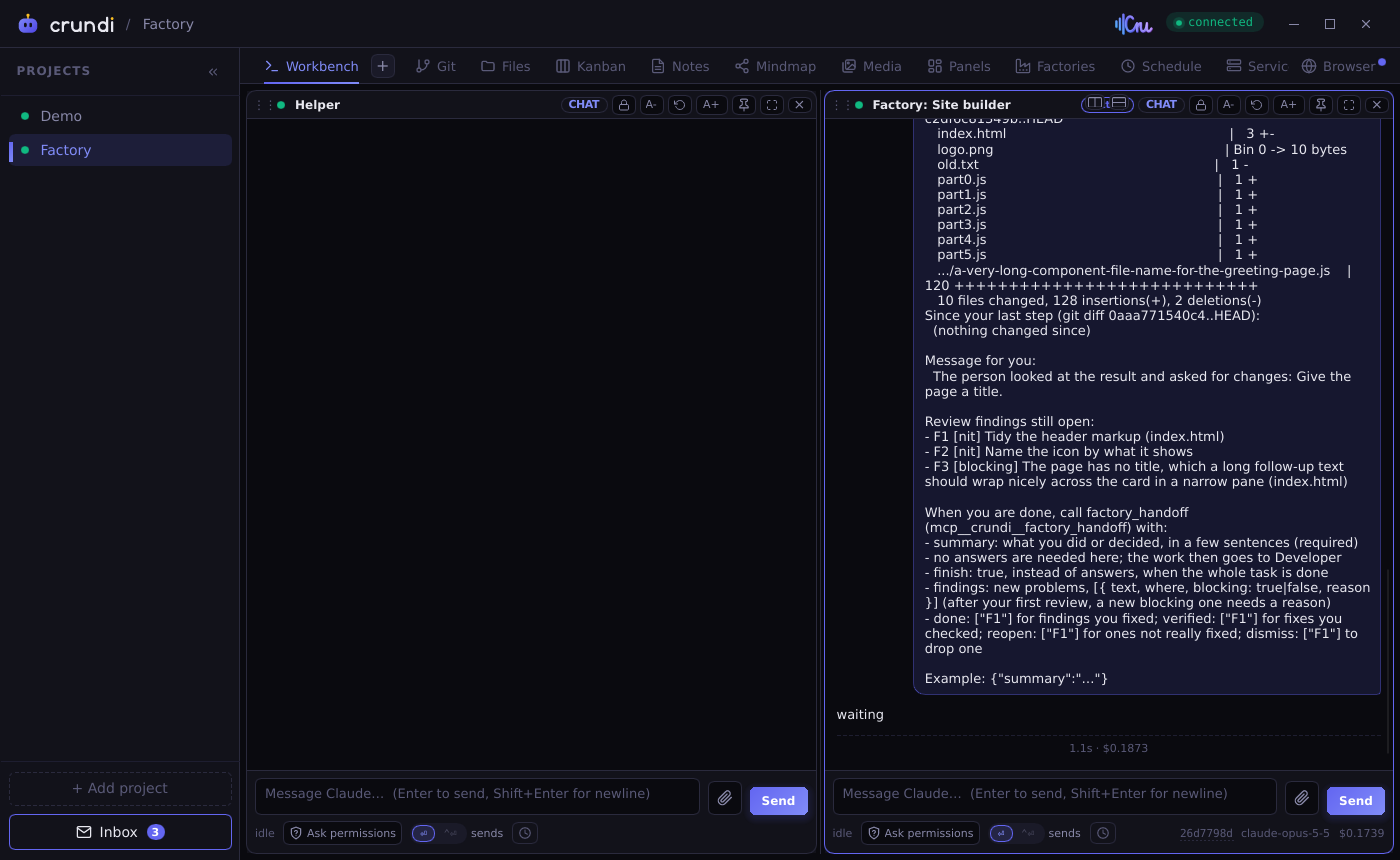 crundi / Factory
Cru
connected
PROJECTS «
Workbench + Git Files Kanban Notes Mindmap Media Panels Factories Schedule Servic Browser
Demo
Factory
+ Add project
Inbox 3
Helper CHAT A- A+
Message Claude... (Enter to send, Shift+Enter for newline) Send
idle Ask permissions sends
Factory: Site builder CHAT A- A+
c2df6c81549b..HEAD
index.html | 3 +-
logo.png | Bin 0 -> 10 bytes
old.txt | 1 -
part0.js | 1 +
part1.js | 1 +
part2.js | 1 +
part3.js | 1 +
part4.js | 1 +
part5.js | 1 +
.../a-very-long-component-file-name-for-the-greeting-page.js |
120 ++++++++++++++++++++++++++++
10 files changed, 128 insertions(+), 2 deletions(-)
Since your last step (git diff 0aaa771540c4..HEAD):
(nothing changed since)
Message for you:
The person looked at the result and asked for changes: Give the
page a title.
Review findings still open:
- F1 [nit] Tidy the header markup (index.html)
- F2 [nit] Name the icon by what it shows
- F3 [blocking] The page has no title, which a long follow-up text
should wrap nicely across the card in a narrow pane (index.html)
When you are done, call factory_handoff
(mcp__crundi__factory_handoff) with:
- summary: what you did or decided, in a few sentences (required)
- no answers are needed here; the work then goes to Developer
- finish: true, instead of answers, when the whole task is done
- findings: new problems, [{ text, where, blocking: true|false, reason
}] (after your first review, a new blocking one needs a reason)
- done: ["F1"] for findings you fixed; verified: ["F1"] for fixes you
checked; reopen: ["F1"] for ones not really fixed; dismiss: ["F1"] to
drop one
Example: {"summary":"..."}
waiting
1.1s · $0.1873
Message Claude... (Enter to send, Shift+Enter for newline) Send
idle Ask permissions sends 26d7798d claude-opus-5-5 $0.1739